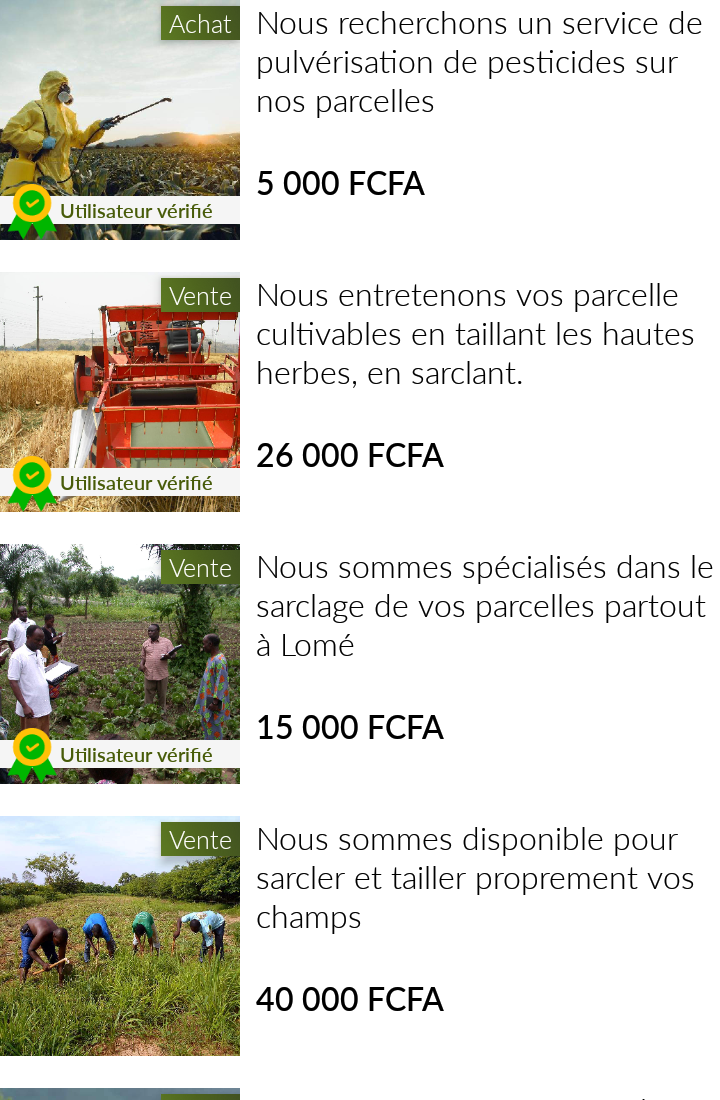 Achat
Nous recherchons un service de
pulvérisation de pesticides sur
nos parcelles
5 000 FCFA
Utilisateur vérifié
Vente
Nous entretenons vos parcelle
cultivables en taillant les hautes
herbes, en sarclant.
26 000 FCFA
Utilisateur vérifié
Vente
Nous sommes spécialisés dans le
sarclage de vos parcelles partout
à Lomé
15 000 FCFA
Utilisateur vérifié
Vente
Nous sommes disponible pour
sarcler et tailler proprement vos
champs
40 000 FCFA